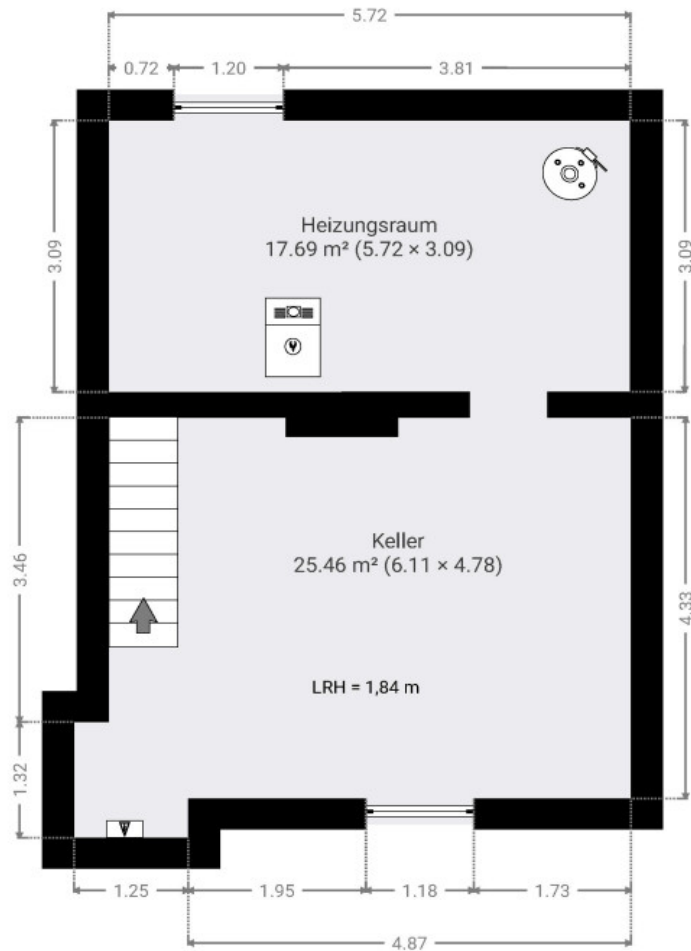 5.72
0.72
1.20
3.81
3.09
3.09
Heizungsraum
17.69 m² (5.72 × 3.09)
3.46
4.33
Keller
25.46 m² (6.11 × 4.78)
LRH = 1,84 m
1.32
1.25
1.95
1.18
1.73
4.87